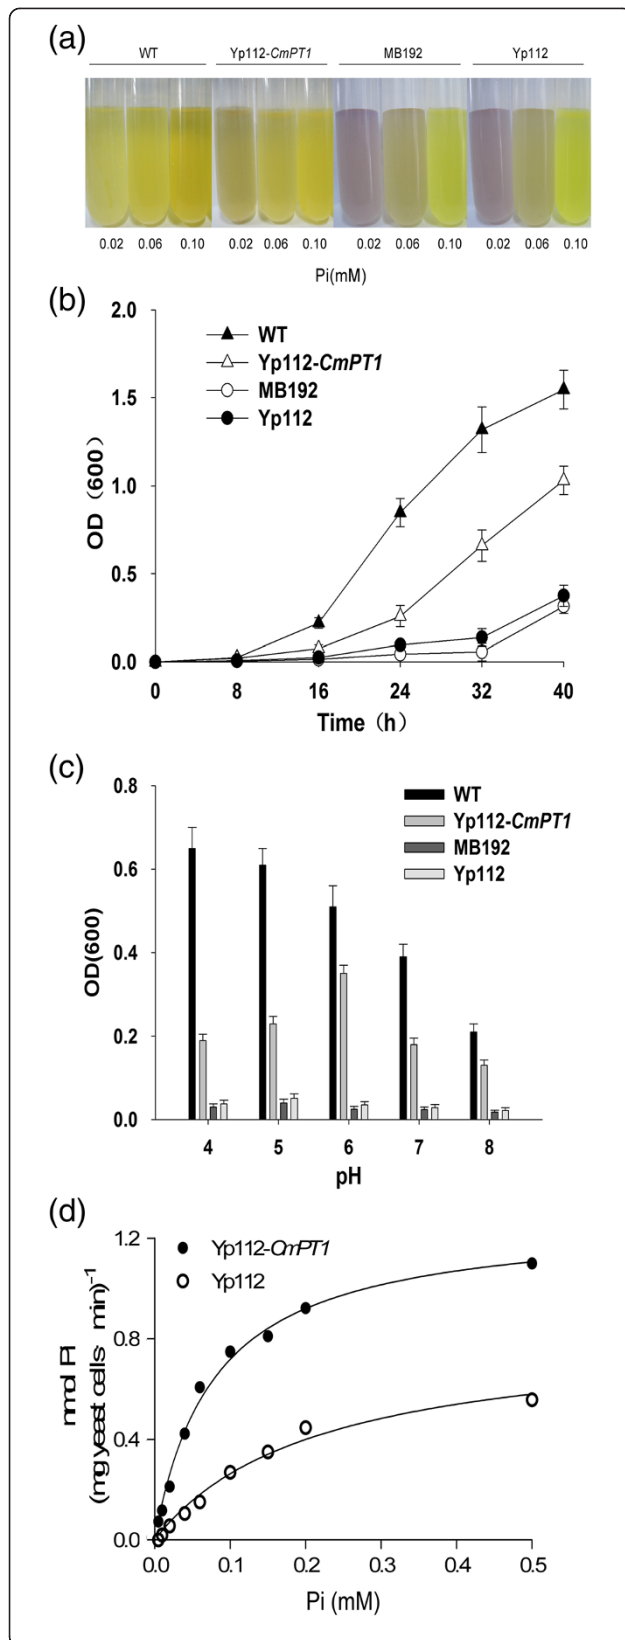 (a)
WT Yp112-CmPT1 MB192 Yp112
0.02 0.06 0.10 0.02 0.06 0.10 0.02 0.06 0.10 0.02 0.06 0.10
Pi(mM)
(b)
2.0
1.5
1.0
0.5
0.0
OD（600）
WT
Yp112-CmPT1
MB192
Yp112
0 8 16 24 32 40
Time（h）
(c)
0.8
0.6
0.4
0.2
0.0
OD(600)
WT
Yp112-CmPT1
MB192
Yp112
4 5 6 7 8
pH
(d)
1.2
0.8
0.4
0.0
nmol Pi
(mg yeast cells· min)⁻¹
Yp112-CmPT1
Yp112
0.0 0.1 0.2 0.3 0.4 0.5
Pi (mM)